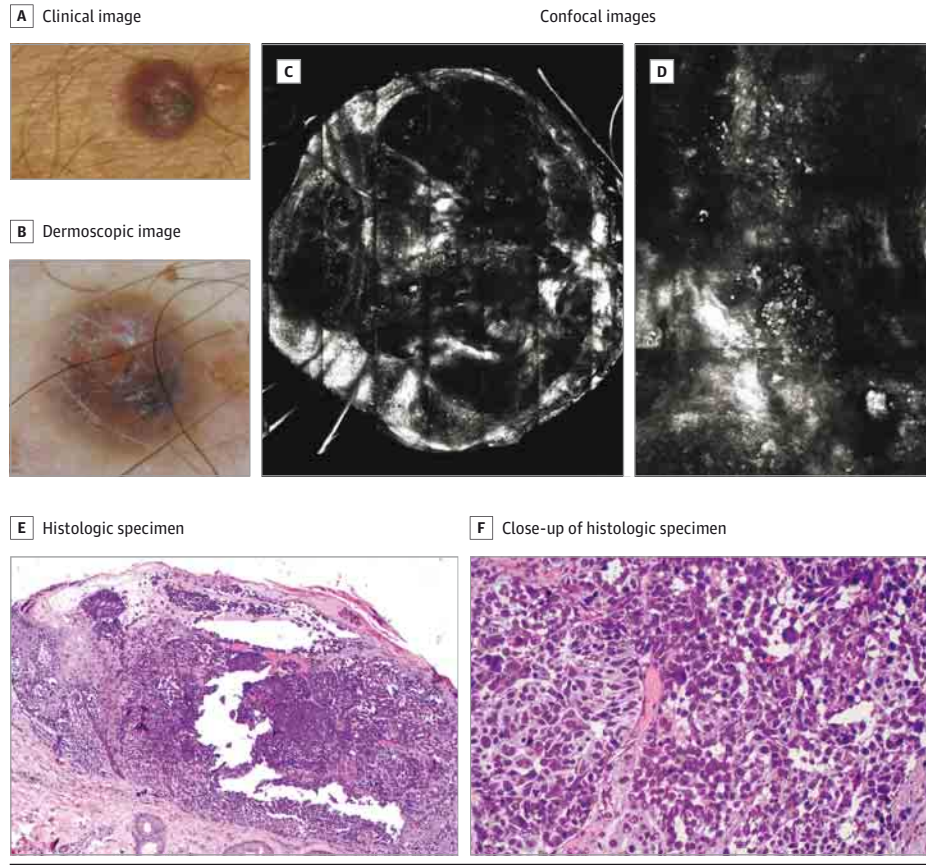 A Clinical image
Confocal images
C
D
B Dermoscopic image
E Histologic specimen
F Close-up of histologic specimen